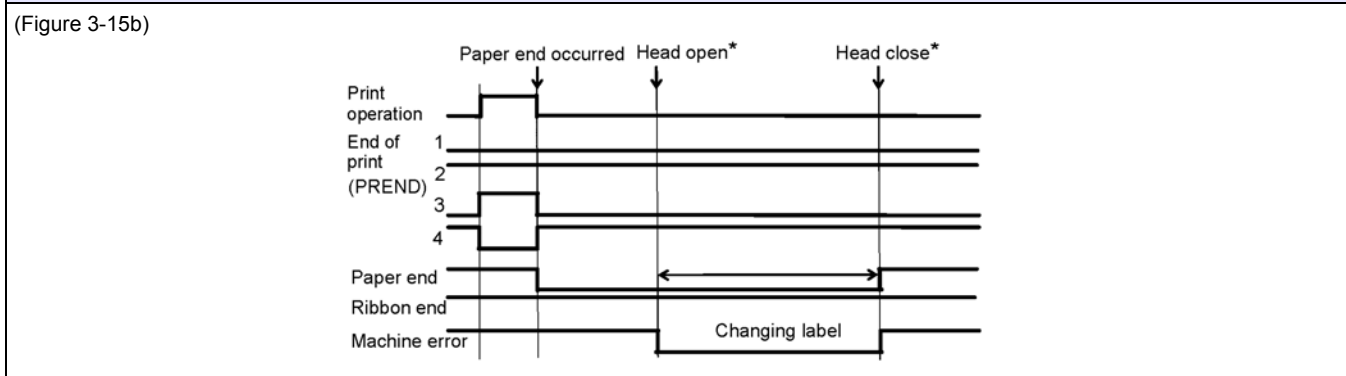 (Figure 3-15b)
Paper end occurred Head open* Head close*
Print
operation
End of 1
print
2
(PREND)
3
4
Paper end
Ribbon end
Machine error Changing label